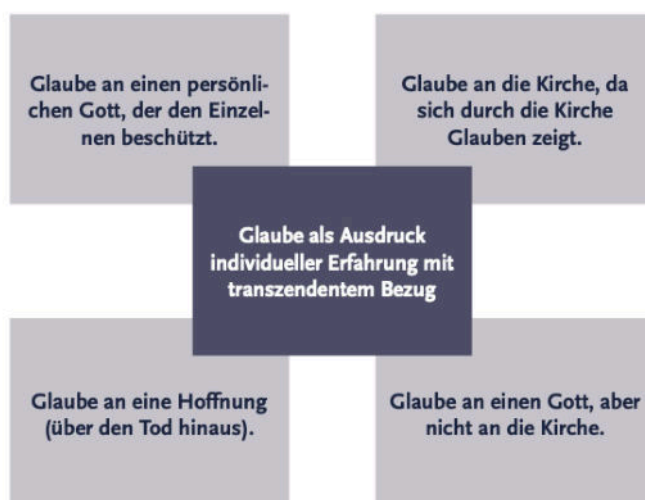 Glaube an einen persönli-
chen Gott, der den Einzel-
nen beschützt.
Glaube an die Kirche, da
sich durch die Kirche
Glauben zeigt.
Glaube als Ausdruck
individueller Erfahrung mit
transzendentem Bezug
Glaube an eine Hoffnung
(über den Tod hinaus).
Glaube an einen Gott, aber
nicht an die Kirche.